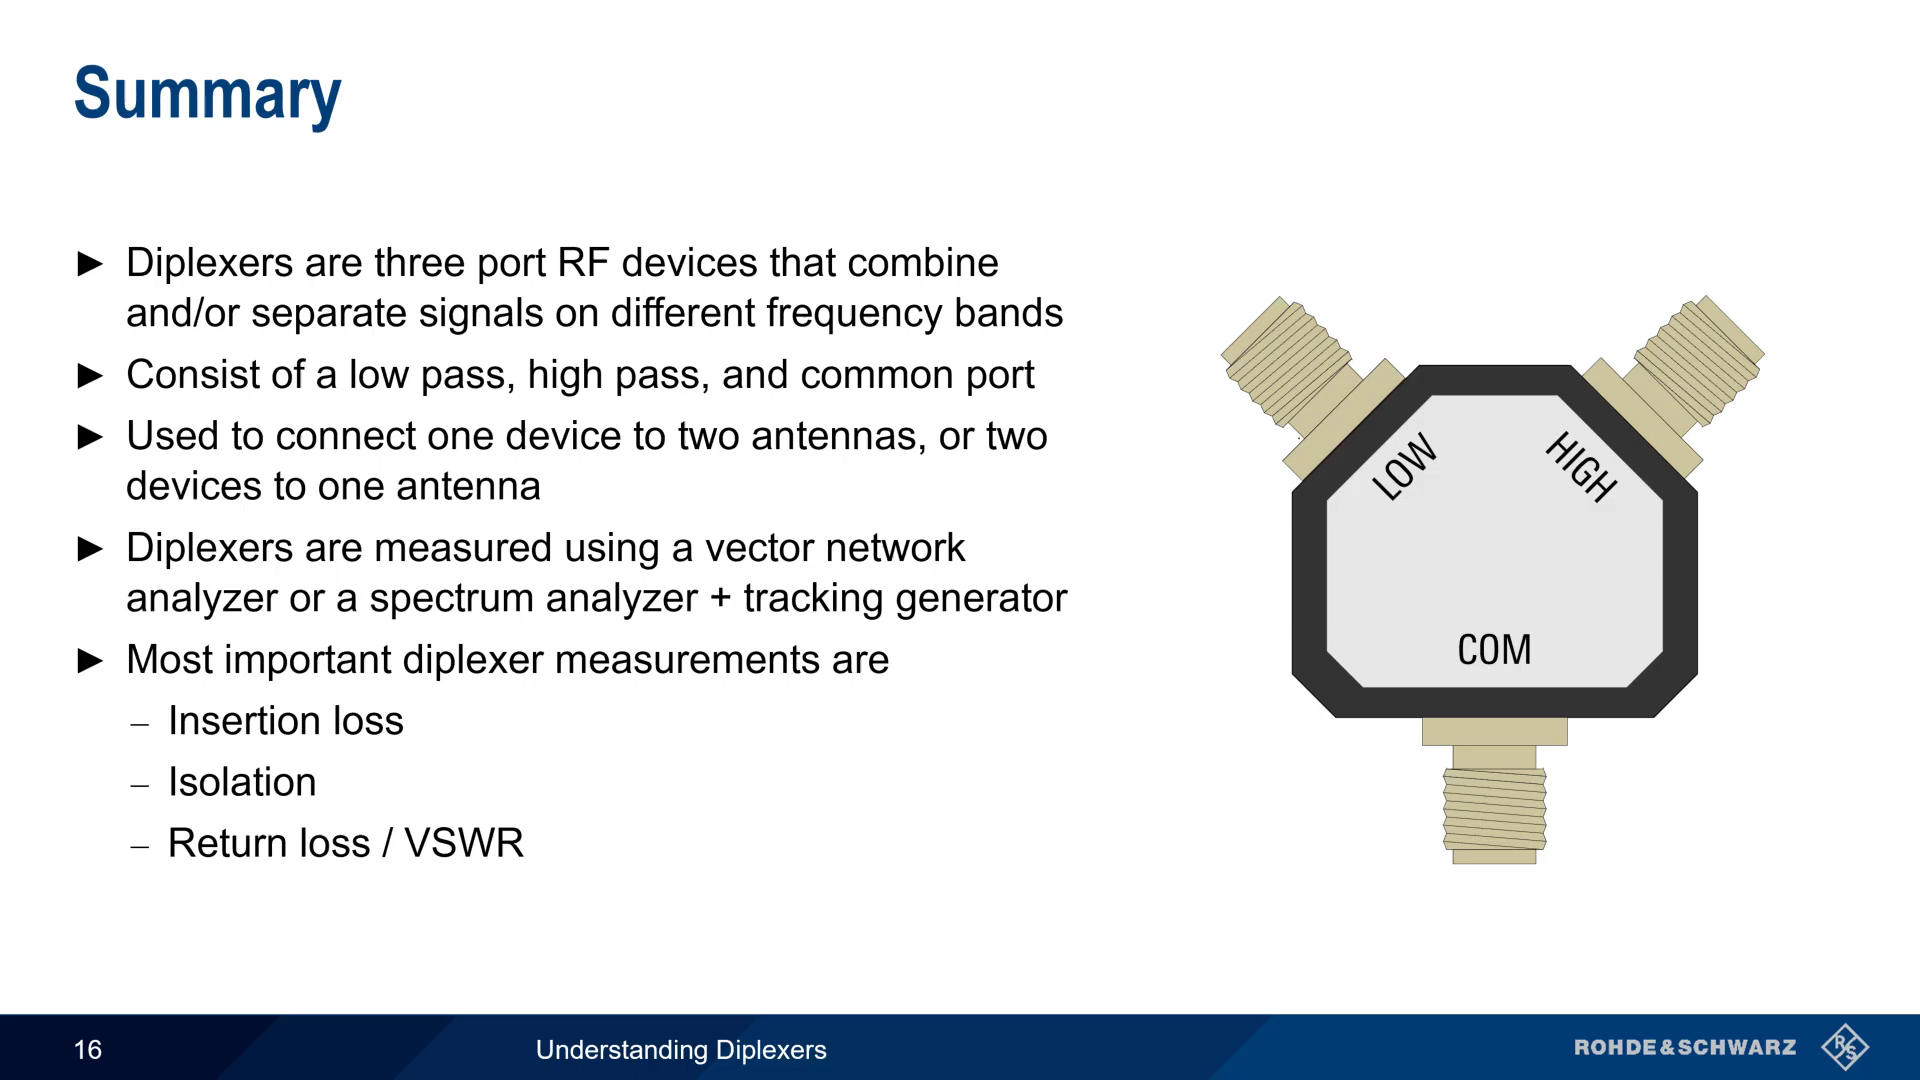 Summary
► Diplexers are three port RF devices that combine
and/or separate signals on different frequency bands
► Consist of a low pass, high pass, and common port
► Used to connect one device to two antennas, or two
devices to one antenna
► Diplexers are measured using a vector network
analyzer or a spectrum analyzer + tracking generator
► Most important diplexer measurements are
– Insertion loss
– Isolation
– Return loss / VSWR
LOW
HIGH
COM
16
Understanding Diplexers
ROHDE&SCHWARZ
R&S